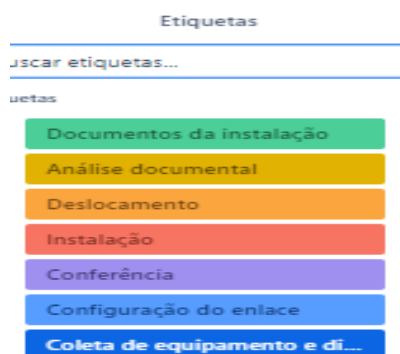 Etiquetas
uscar etiquetas...
uetas
Documentos da instalação
Análise documental
Deslocamento
Instalação
Conferência
Configuração do enlace
Coleta de equipamento e di...